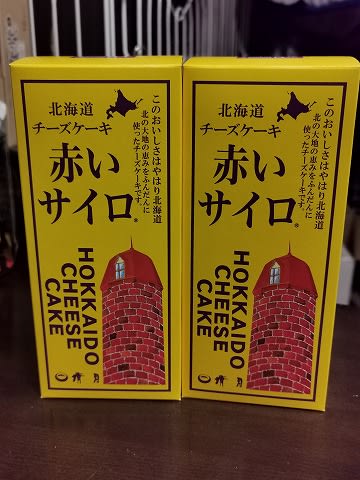 このおいしさはやはり北海道
北の大地の恵みをふんだんに
使ったチーズケーキです。
北海道
チーズケーキ
赤い
サイロ®
HOKKAIDO
CHEESE
CAKE
このおいしさはやはり北海道
北の大地の恵みをふんだんに
使ったチーズケーキです。
北海道
チーズケーキ
赤い
サイロ®
HOKKAIDO
CHEESE
CAKE